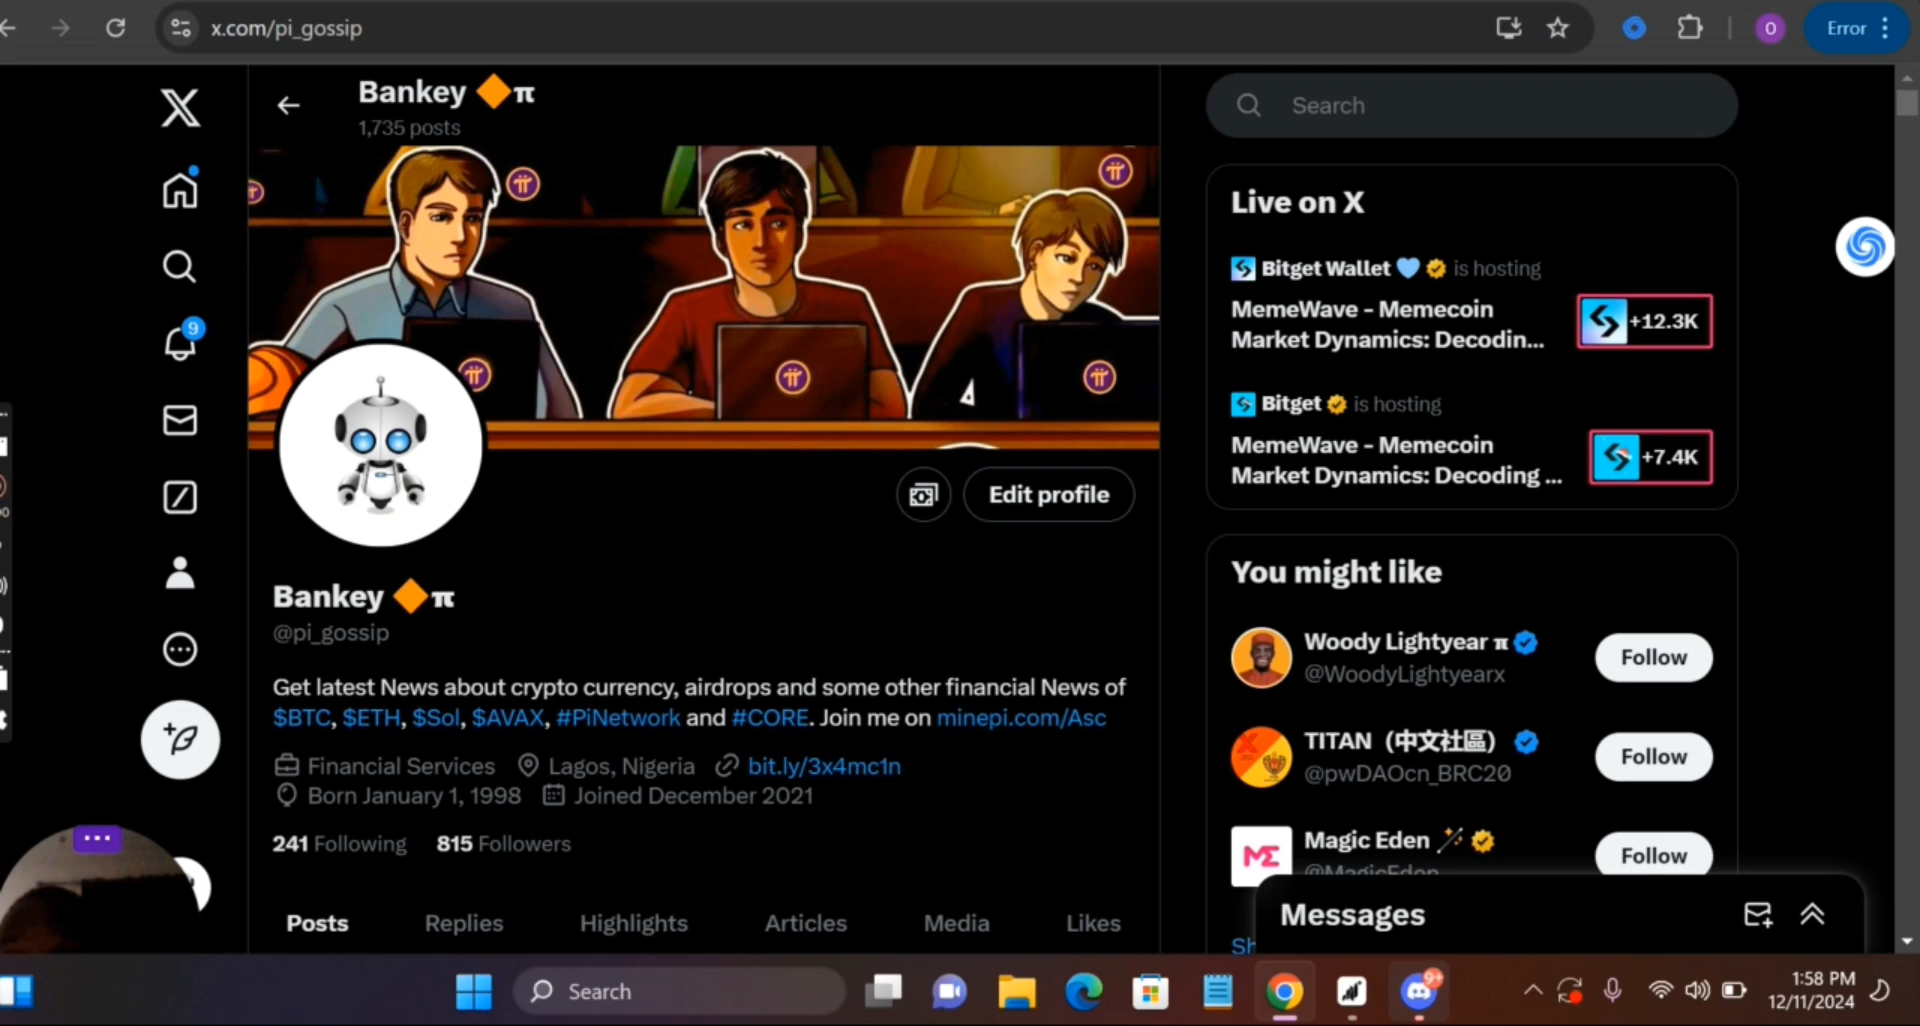 x.com/pi_gossip
O
Error
Bankey 🔶π
1,735 posts
Search
Live on X
Bitget Wallet 🩵 is hosting
MemeWave - Memecoin
Market Dynamics: Decodin...
+12.3K
Bitget is hosting
MemeWave - Memecoin
Market Dynamics: Decoding ...
+7.4K
9
Edit profile
Bankey 🔶π
@pi_gossip
Get latest News about crypto currency, airdrops and some other financial News of
$BTC, $ETH, $Sol, $AVAX, #PiNetwork and #CORE. Join me on minepi.com/Asc
Financial Services Lagos, Nigeria bit.ly/3x4mc1n
Born January 1, 1998 Joined December 2021
241 Following 815 Followers
Posts Replies Highlights Articles Media Likes
You might like
Woody Lightyear π
@WoodyLightyearx
Follow
TITAN（中文社區）
@pwDAOcn_BRC20
Follow
Magic Eden 🪄
@MagicEden
Follow
Sh
Messages
Search
9+
1:58 PM
12/11/2024